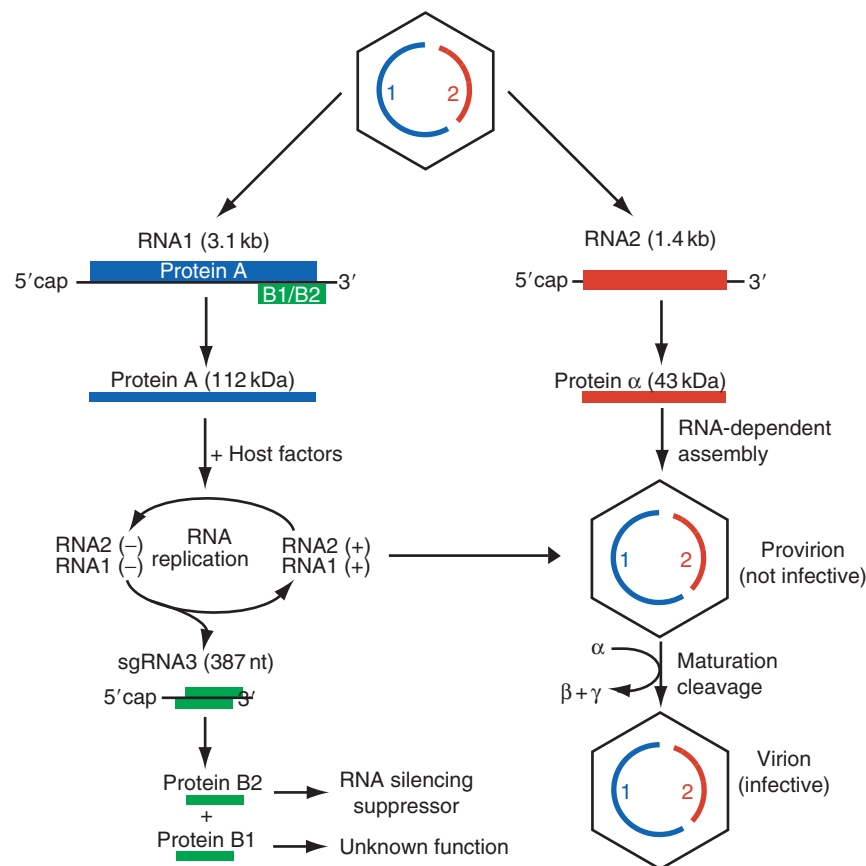 1 2
RNA1 (3.1 kb)
Protein A
5′cap 3′
B1/B2
Protein A (112 kDa)
+ Host factors
RNA2 (−) RNA replication RNA2 (+)
RNA1 (−) RNA1 (+)
sgRNA3 (387 nt)
5′cap 3′
Protein B2
+
Protein B1
RNA silencing
suppressor
Unknown function
RNA2 (1.4 kb)
5′cap 3′
Protein α (43 kDa)
RNA-dependent
assembly
1 2
Provirion
(not infective)
α
β + γ
Maturation
cleavage
1 2
Virion
(infective)